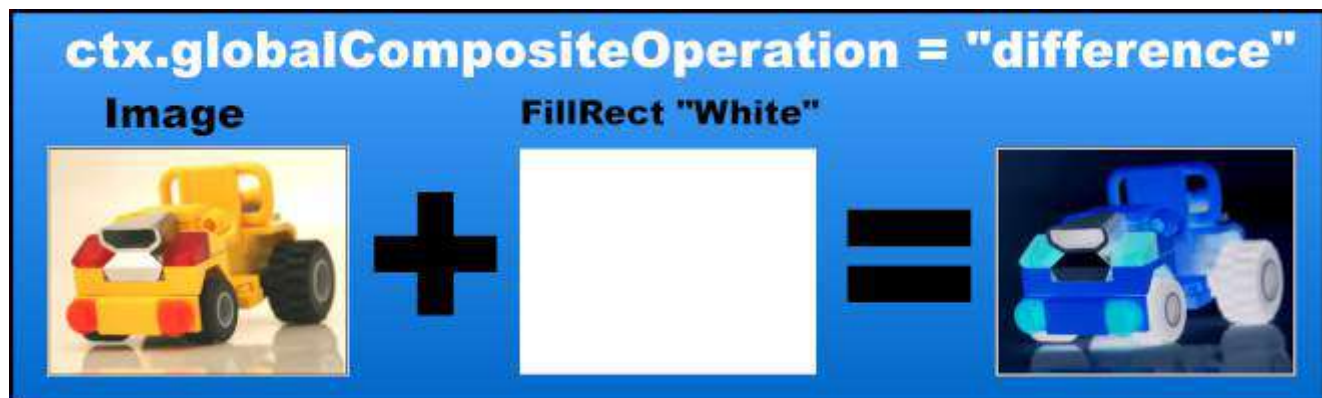 ctx.globalCompositeOperation = "difference"
Image
FillRect "White"